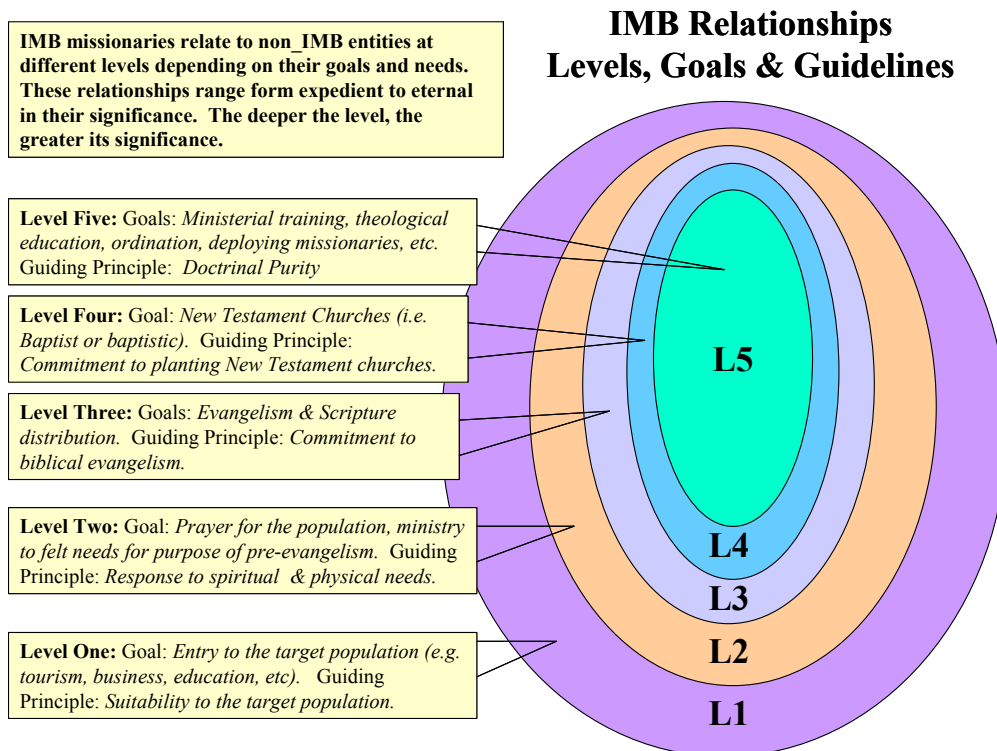 IMB Relationships
Levels, Goals & Guidelines
IMB missionaries relate to non_IMB entities at
different levels depending on their goals and needs.
These relationships range form expedient to eternal
in their significance.  The deeper the level, the
greater its significance.
Level Five: Goals: Ministerial training, theological
education, ordination, deploying missionaries, etc.
Guiding Principle:  Doctrinal Purity
Level Four: Goal: New Testament Churches (i.e.
Baptist or baptistic).  Guiding Principle:
Commitment to planting New Testament churches.
Level Three: Goals: Evangelism & Scripture
distribution.  Guiding Principle: Commitment to
biblical evangelism.
Level Two: Goal: Prayer for the population, ministry
to felt needs for purpose of pre-evangelism.  Guiding
Principle: Response to spiritual  & physical needs.
Level One: Goal: Entry to the target population (e.g.
tourism, business, education, etc).   Guiding
Principle: Suitability to the target population.
L5
L4
L3
L2
L1